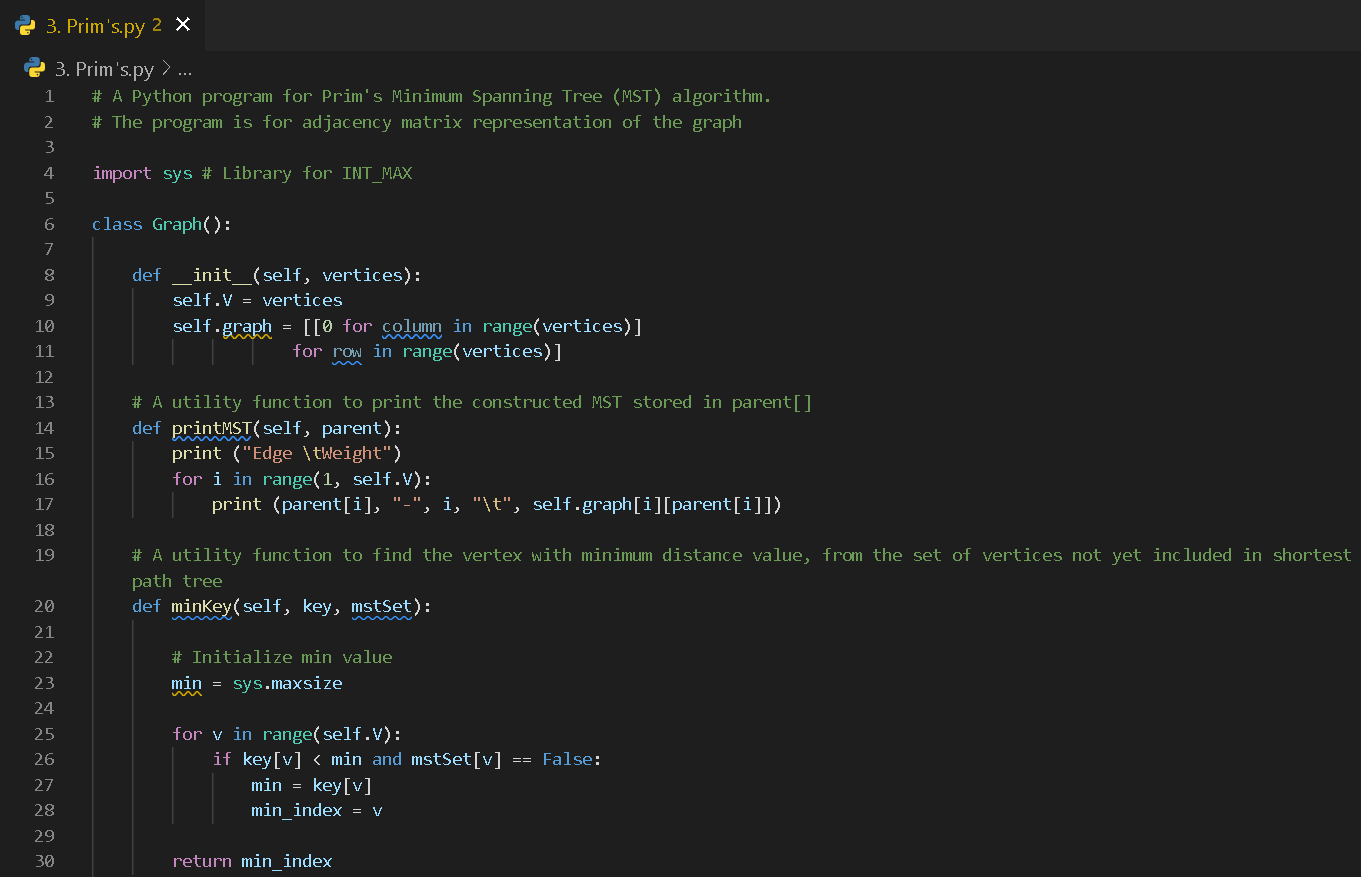 3. Prim's.py 2 ×
3. Prim's.py > ...
1 # A Python program for Prim's Minimum Spanning Tree (MST) algorithm.
2 # The program is for adjacency matrix representation of the graph
3
4 import sys # Library for INT_MAX
5
6 class Graph():
7
8     def __init__(self, vertices):
9         self.V = vertices
10         self.graph = [[0 for column in range(vertices)]
11                     for row in range(vertices)]
12
13     # A utility function to print the constructed MST stored in parent[]
14     def printMST(self, parent):
15         print ("Edge \tWeight")
16         for i in range(1, self.V):
17             print (parent[i], "-", i, "\t", self.graph[i][parent[i]])
18
19     # A utility function to find the vertex with minimum distance value, from the set of vertices not yet included in shortest
    path tree
20     def minKey(self, key, mstSet):
21
22         # Initialize min value
23         min = sys.maxsize
24
25         for v in range(self.V):
26             if key[v] < min and mstSet[v] == False:
27                 min = key[v]
28                 min_index = v
29
30         return min_index